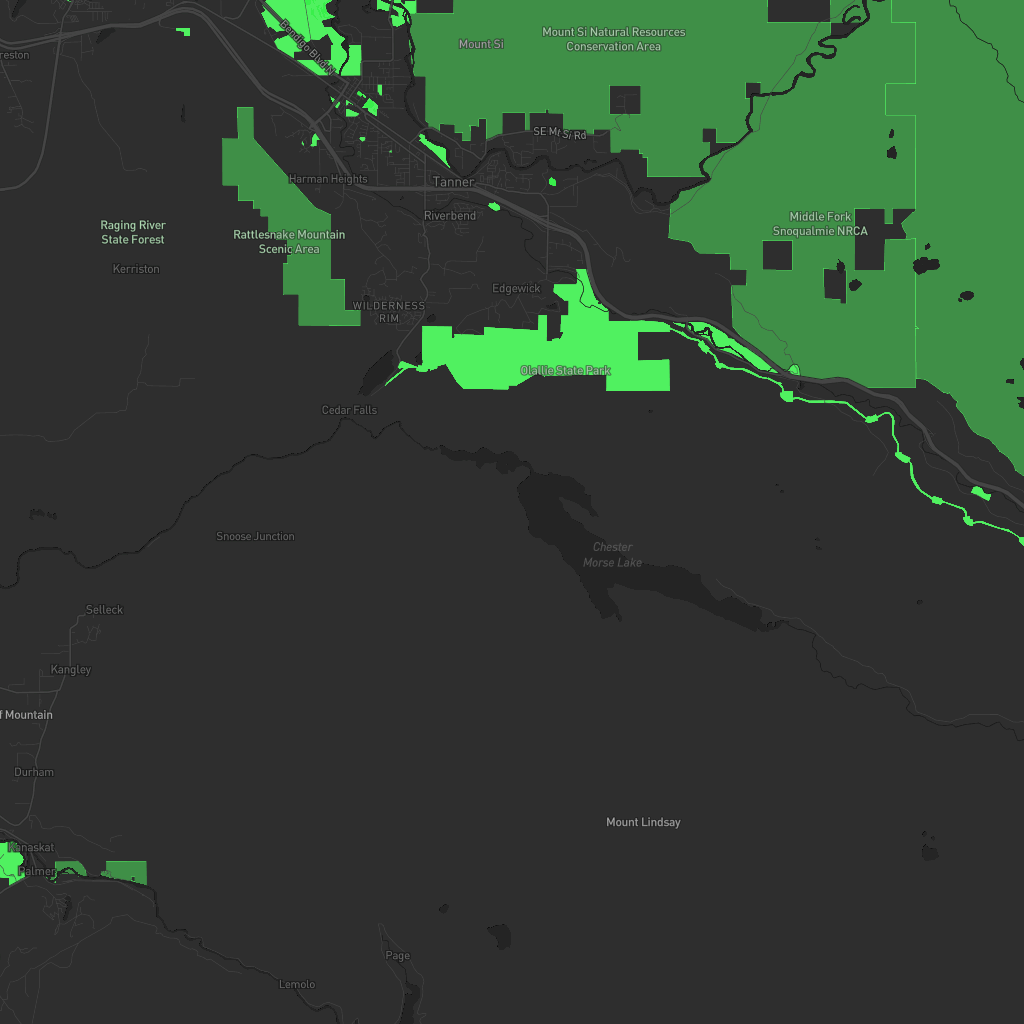 Bendigo Blvd N
Mount Si
Mount Si Natural Resources
Conservation Area
SE Mt Si Rd
Harman Heights
Tanner
Riverbend
Raging River
State Forest
Kerriston
Rattlesnake Mountain
Scenic Area
Middle Fork
Snoqualmie NRCA
Edgewick
WILDERNESS
RIM
Olallie State Park
Cedar Falls
Snoose Junction
Chester
Morse Lake
Selleck
Kangley
f Mountain
Durham
Mount Lindsay
Kanaskat
Palmer
Page
Lemolo